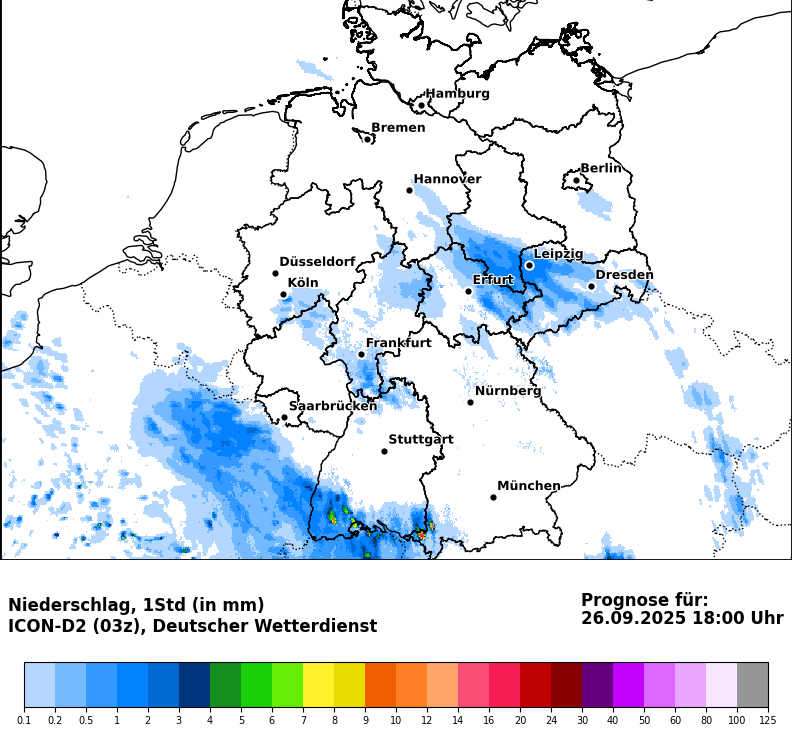 Hamburg
Bremen
Berlin
Hannover
Leipzig
Düsseldorf
Dresden
Köln
Erfurt
Frankfurt
Nürnberg
Saarbrücken
Stuttgart
München
Niederschlag, 1Std (in mm)
ICON-D2 (03z), Deutscher Wetterdienst
Prognose für:
26.09.2025 18:00 Uhr
0.1 0.2 0.5 1 2 3 4 5 6 7 8 9 10 12 14 16 20 24 30 40 50 60 80 100 125